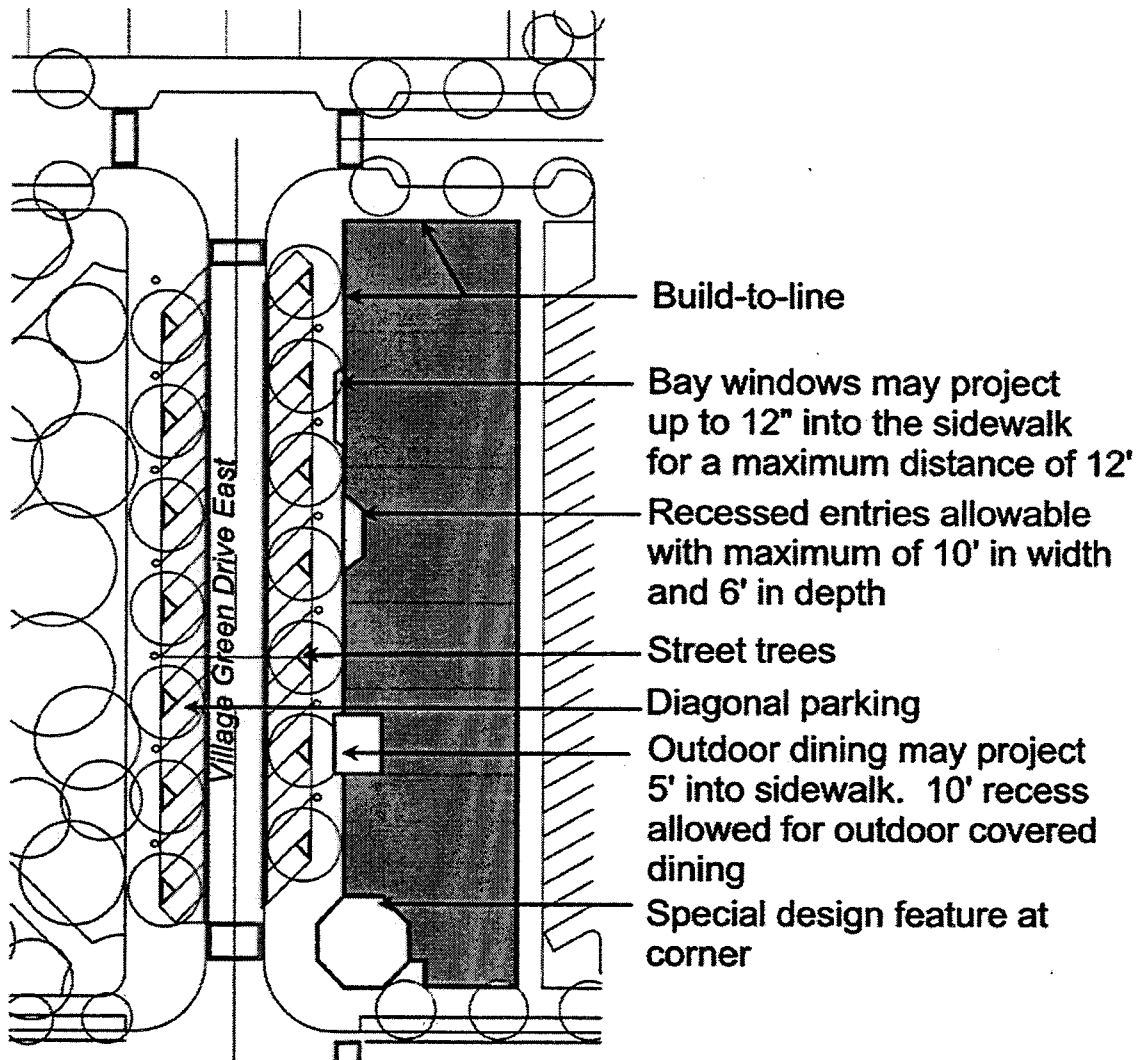 Village Green Drive East
Build-to-line
Bay windows may project
up to 12" into the sidewalk
for a maximum distance of 12'
Recessed entries allowable
with maximum of 10' in width
and 6' in depth
Street trees
Diagonal parking
Outdoor dining may project
5' into sidewalk.  10' recess
allowed for outdoor covered
dining
Special design feature at
corner